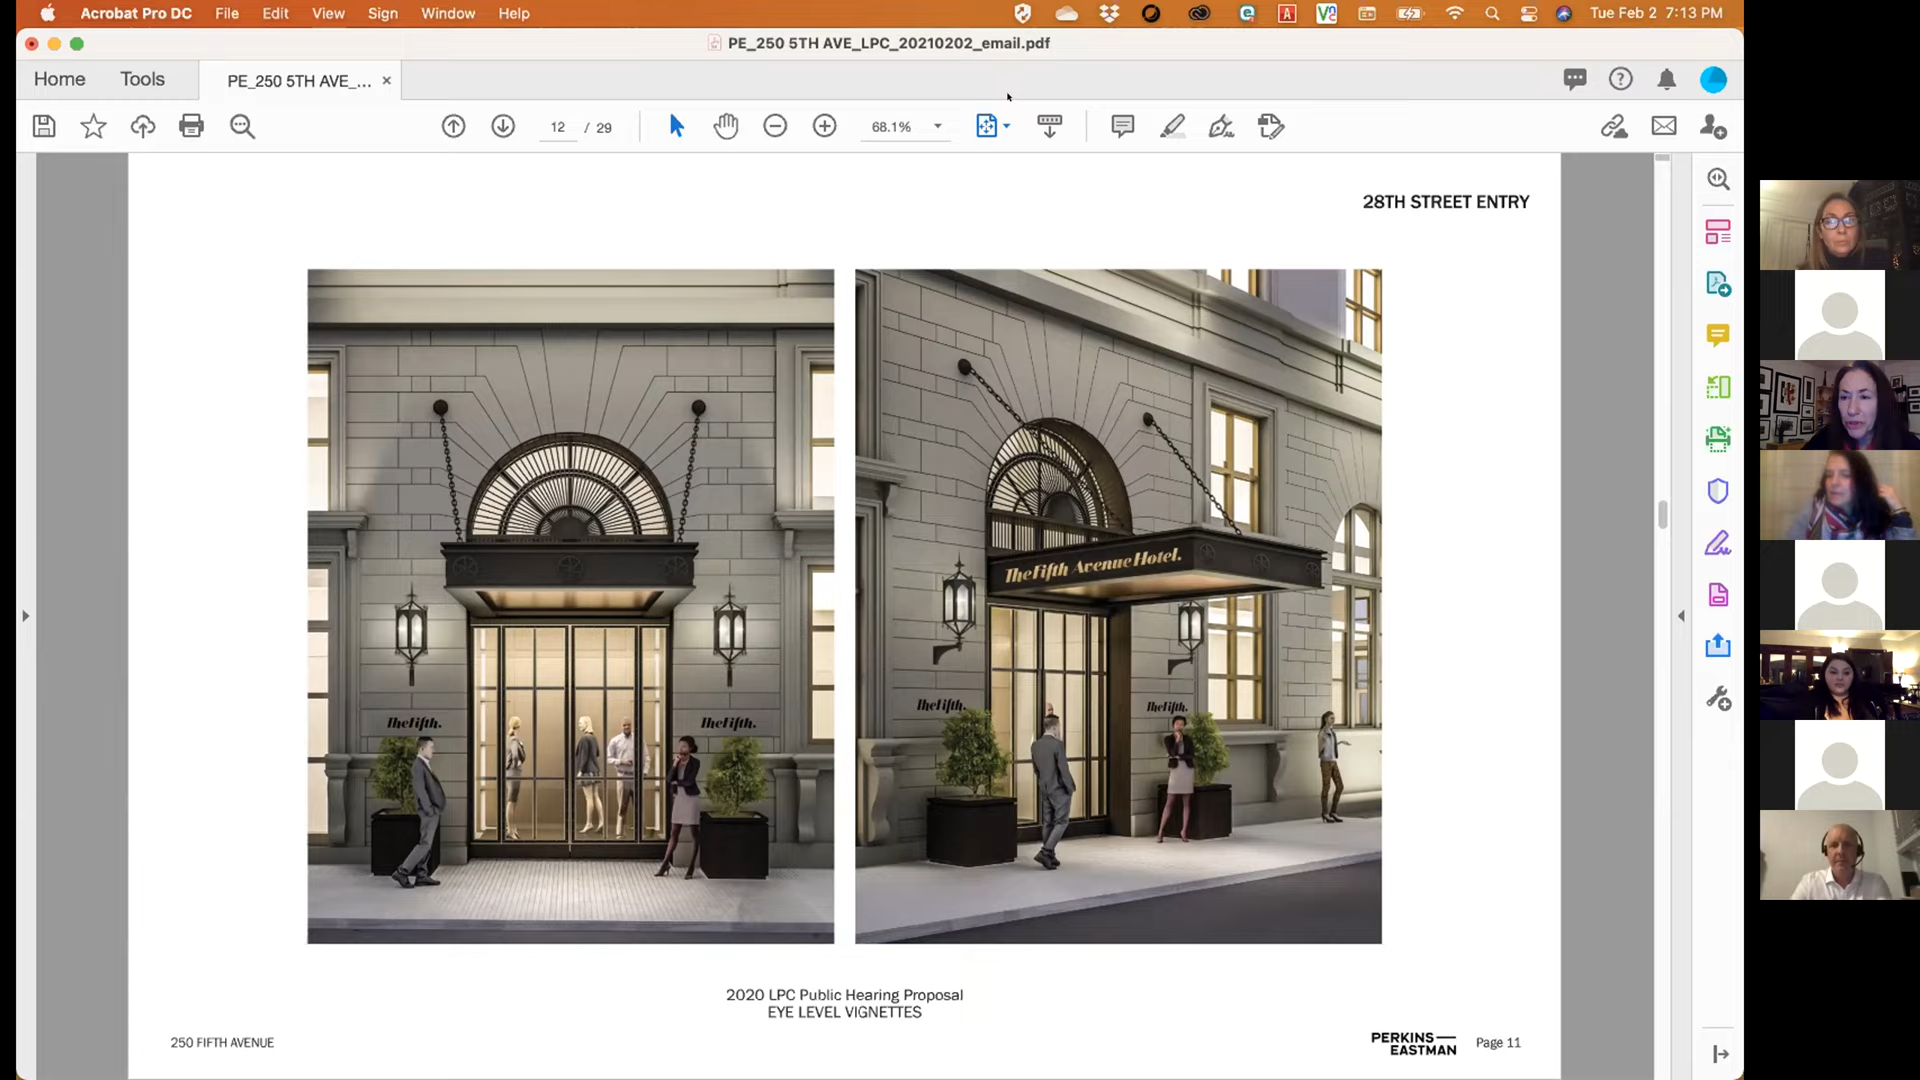 Acrobat Pro DC File Edit View Sign Window Help Tue Feb 2 7:13 PM
PE_250 5TH AVE_LPC_20210202_email.pdf
Home Tools PE_250 5TH AVE_... ×
12 / 29 68.1%
28TH STREET ENTRY
TheFifth Avenue Hotel.
TheFifth. TheFifth. TheFifth. TheFifth.
2020 LPC Public Hearing Proposal
EYE LEVEL VIGNETTES
250 FIFTH AVENUE
PERKINS—
EASTMAN
Page 11